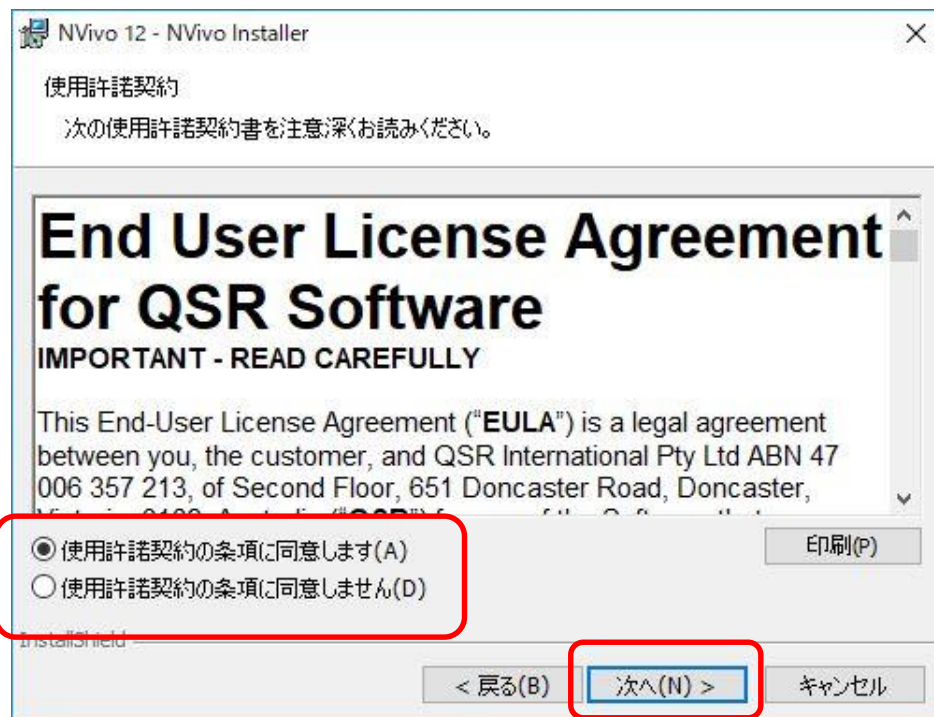 NVivo 12 - NVivo Installer
使用許諾契約
次の使用許諾契約書を注意深くお読みください。
End User License Agreement
for QSR Software
IMPORTANT - READ CAREFULLY
This End-User License Agreement (“EULA”) is a legal agreement
between you, the customer, and QSR International Pty Ltd ABN 47
006 357 213, of Second Floor, 651 Doncaster Road, Doncaster,
使用許諾契約の条項に同意します(A)
印刷(P)
使用許諾契約の条項に同意しません(D)
InstallShield
< 戻る(B)
次へ(N) >
キャンセル